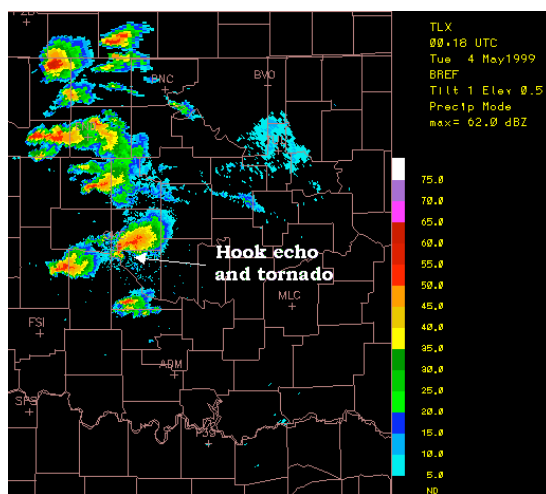 TLX
00.18 UTC
Tue 4 May1999
BREF
Tilt 1 Elev 0.5
Precip Mode
max= 62.0 dBZ
BNC
BVO
75.0
70.0
65.0
60.0
55.0
50.0
45.0
40.0
35.0
30.0
25.0
20.0
15.0
10.0
5.0
ND
Hook echo
and tornado
MLC
FSI
ADM
SPS